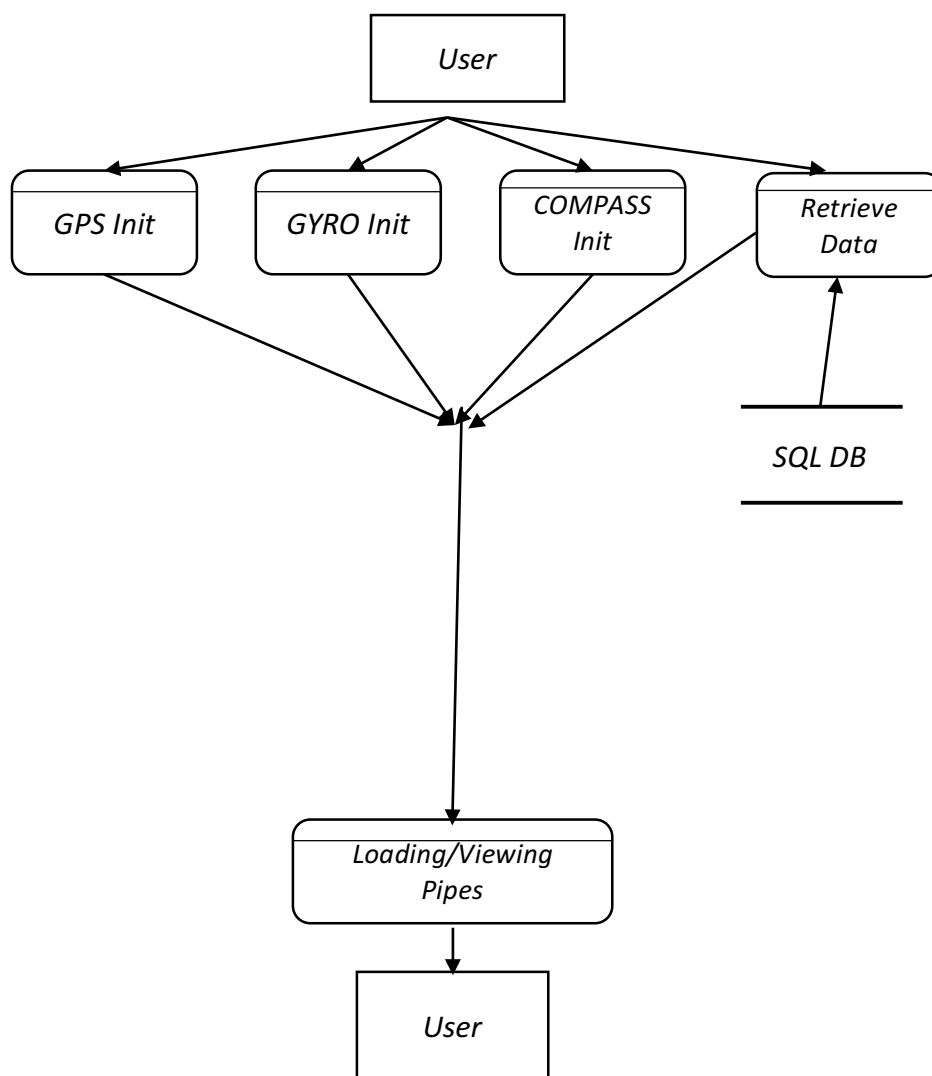 User
GPS Init
GYRO Init
COMPASS
Init
Retrieve
Data
SQL DB
Loading/Viewing
Pipes
User